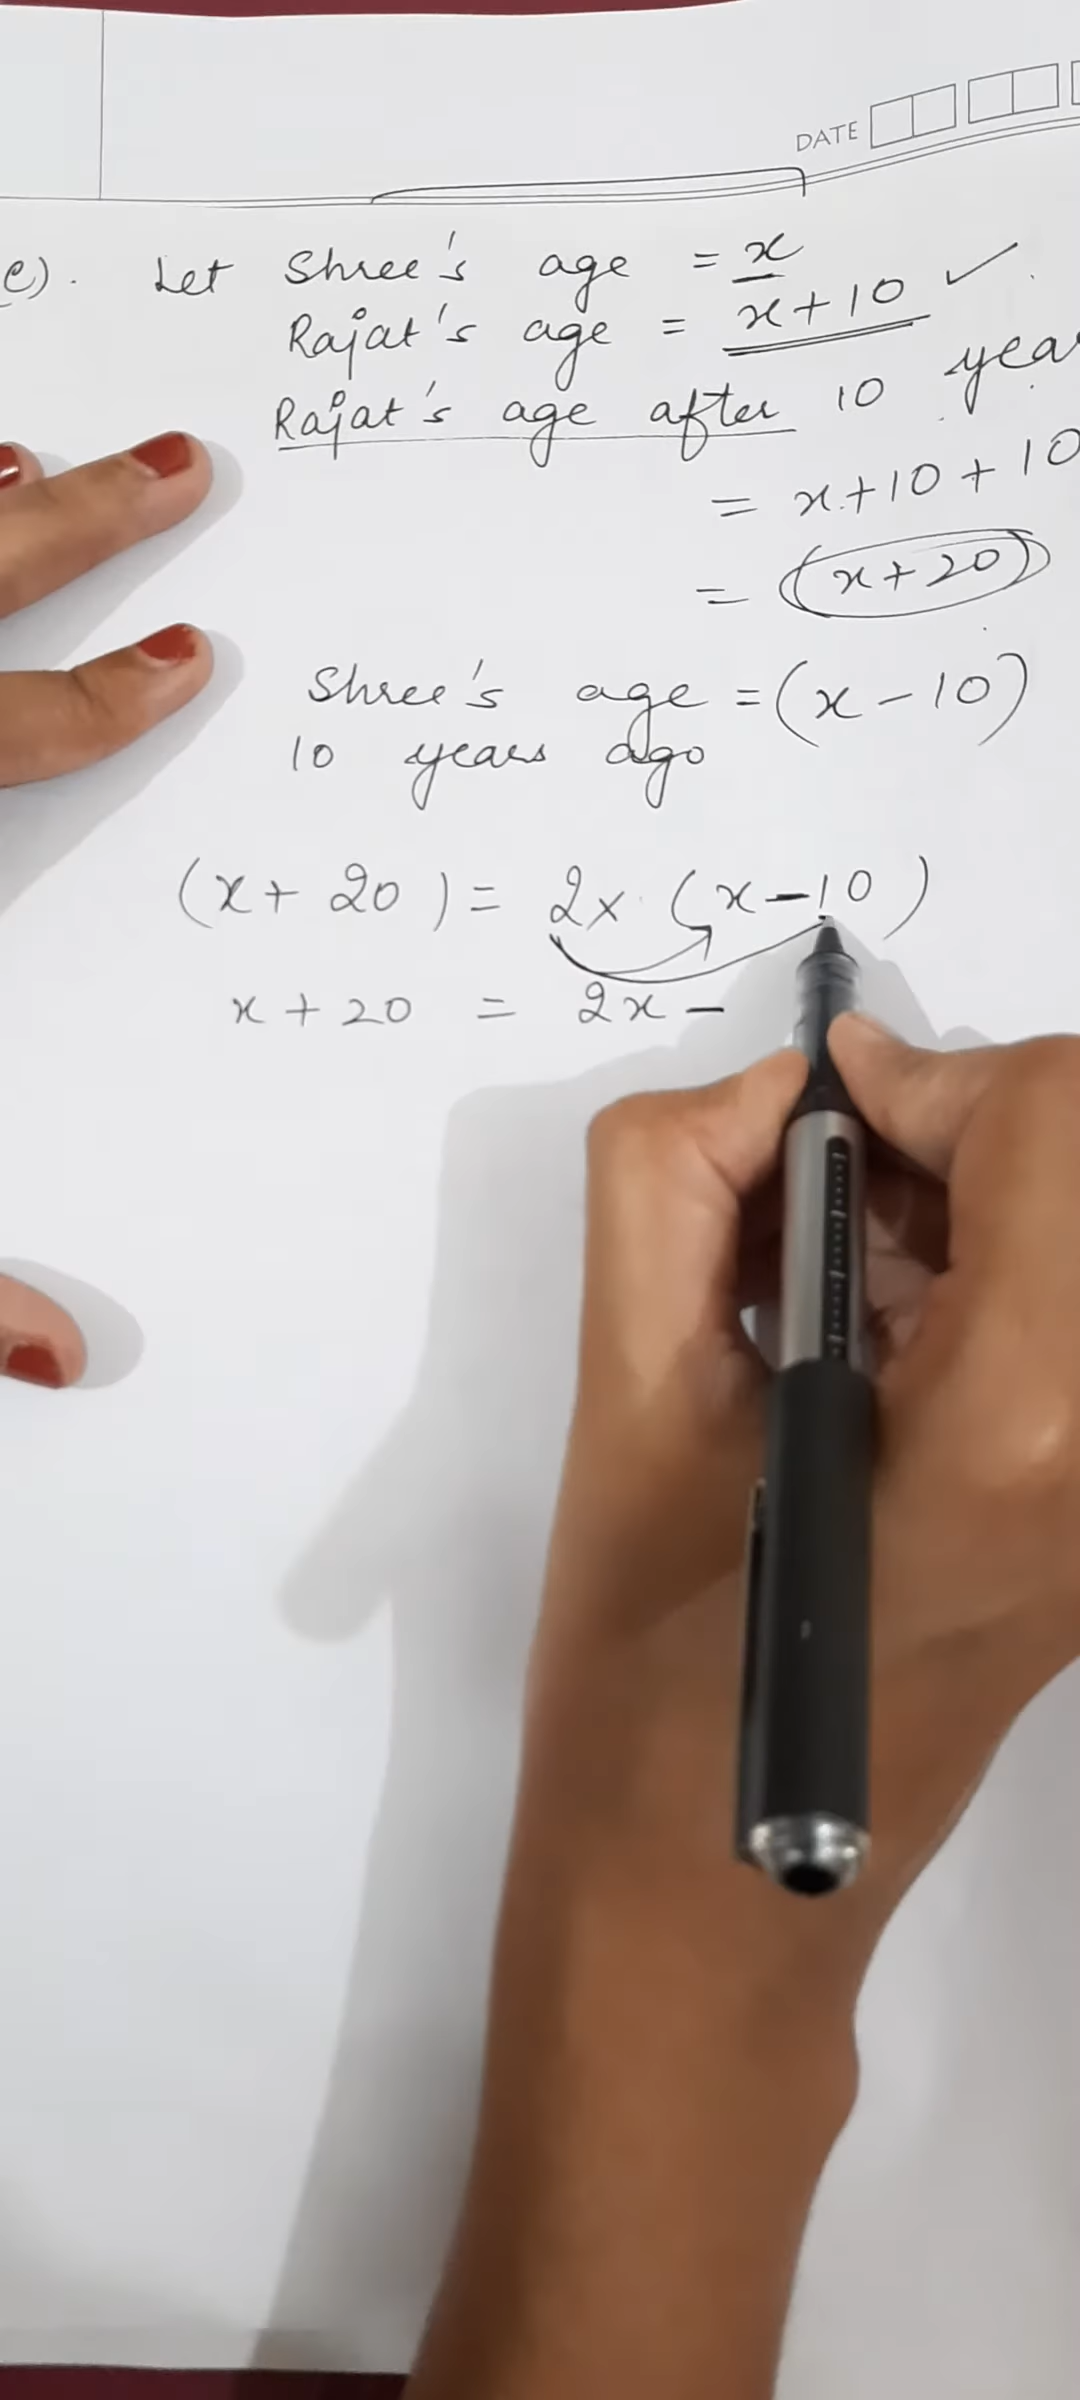 DATE
e). Let Shree's age = x
Rajat's age = x+10 ✓
Rajat's age after 10
= x+10+10
= (x+20)
Shree's age = (x-10)
10 years ago
(x+20) = 2x (x-10)
x+20 = 2x-